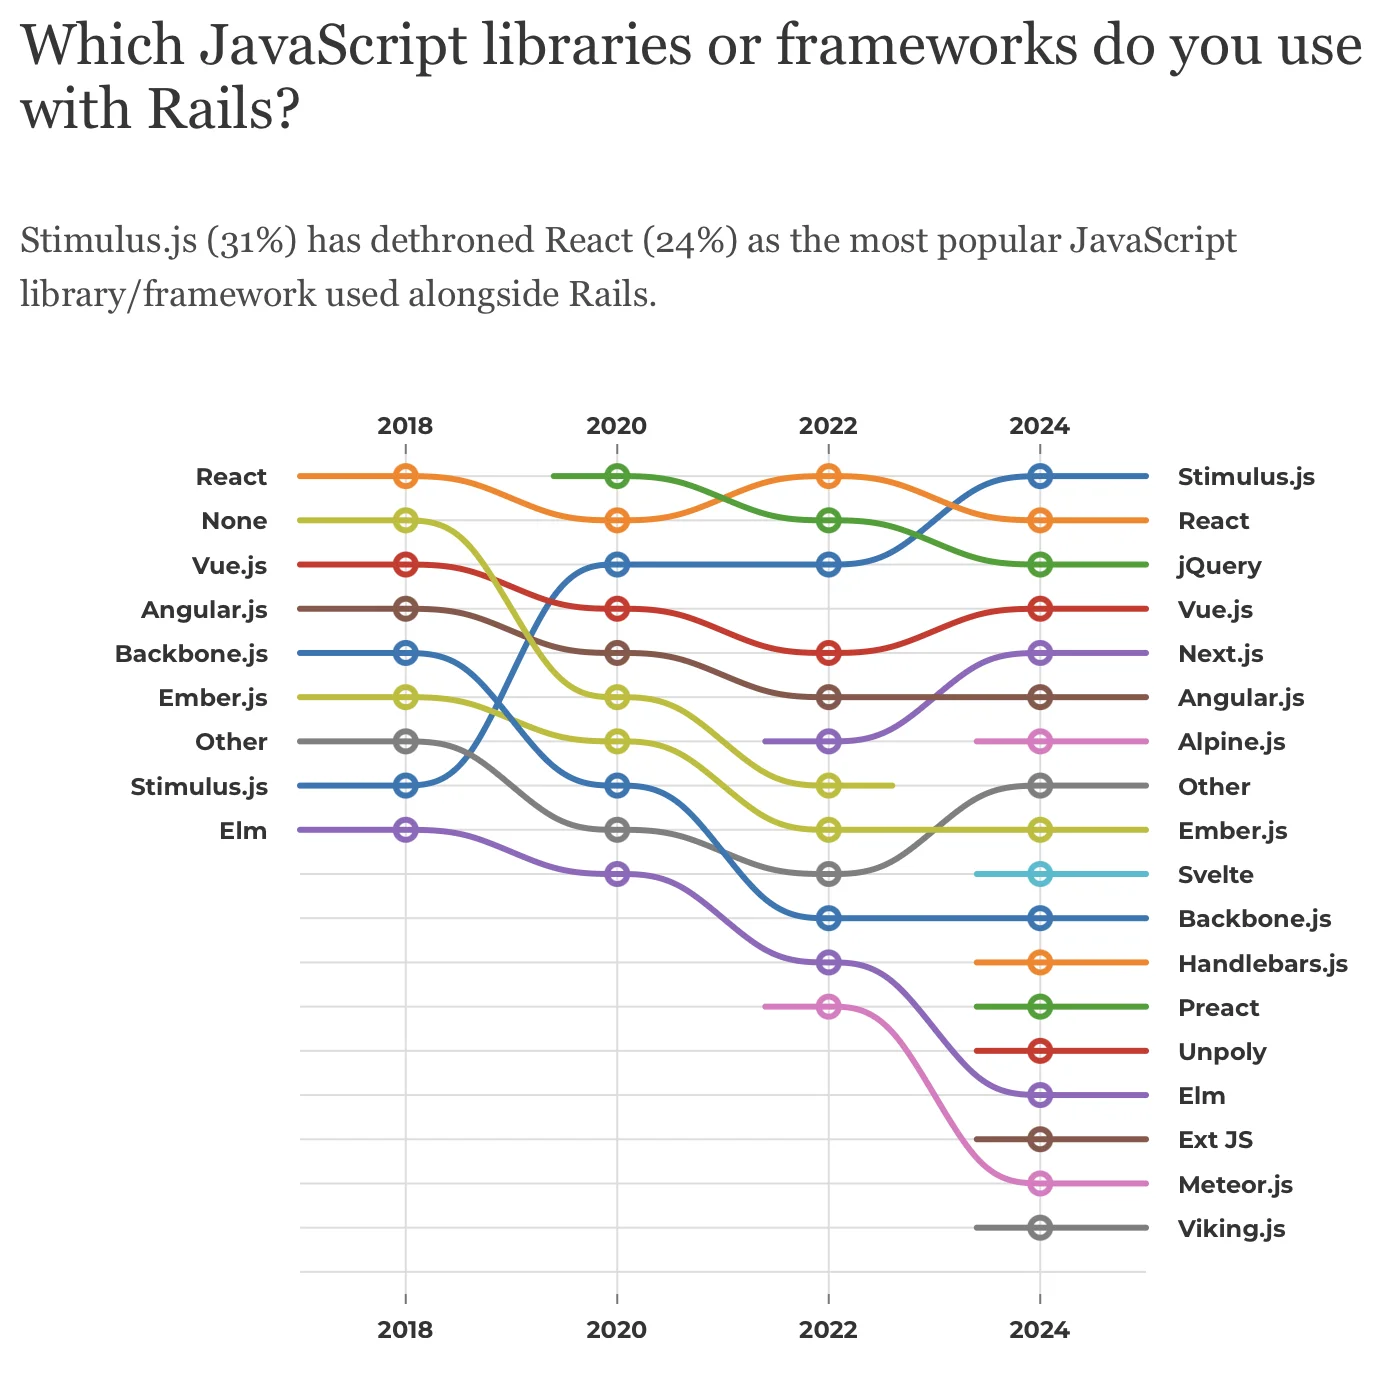 Which JavaScript libraries or frameworks do you use
with Rails?
Stimulus.js (31%) has dethroned React (24%) as the most popular JavaScript
library/framework used alongside Rails.
2018 2020 2022 2024
React Stimulus.js
None React
Vue.js jQuery
Angular.js Vue.js
Backbone.js Next.js
Ember.js Angular.js
Other Alpine.js
Stimulus.js Other
Elm Ember.js
Svelte
Backbone.js
Handlebars.js
Preact
Unpoly
Elm
Ext JS
Meteor.js
Viking.js
2018 2020 2022 2024